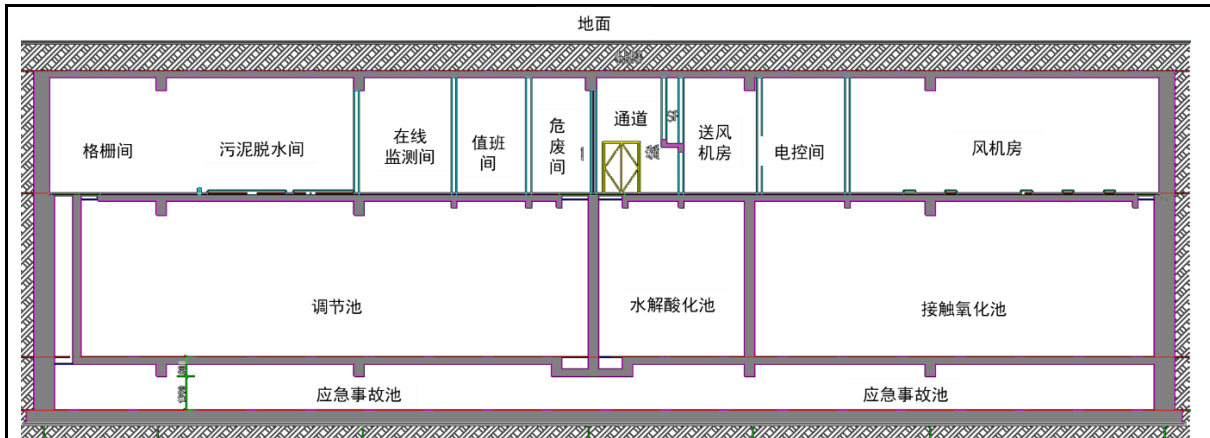 地面
格栅间
污泥脱水间
在线
监测间
值班
间
危
废
间
通道
送风
机房
电控间
风机房
调节池
水解酸化池
接触氧化池
应急事故池
应急事故池